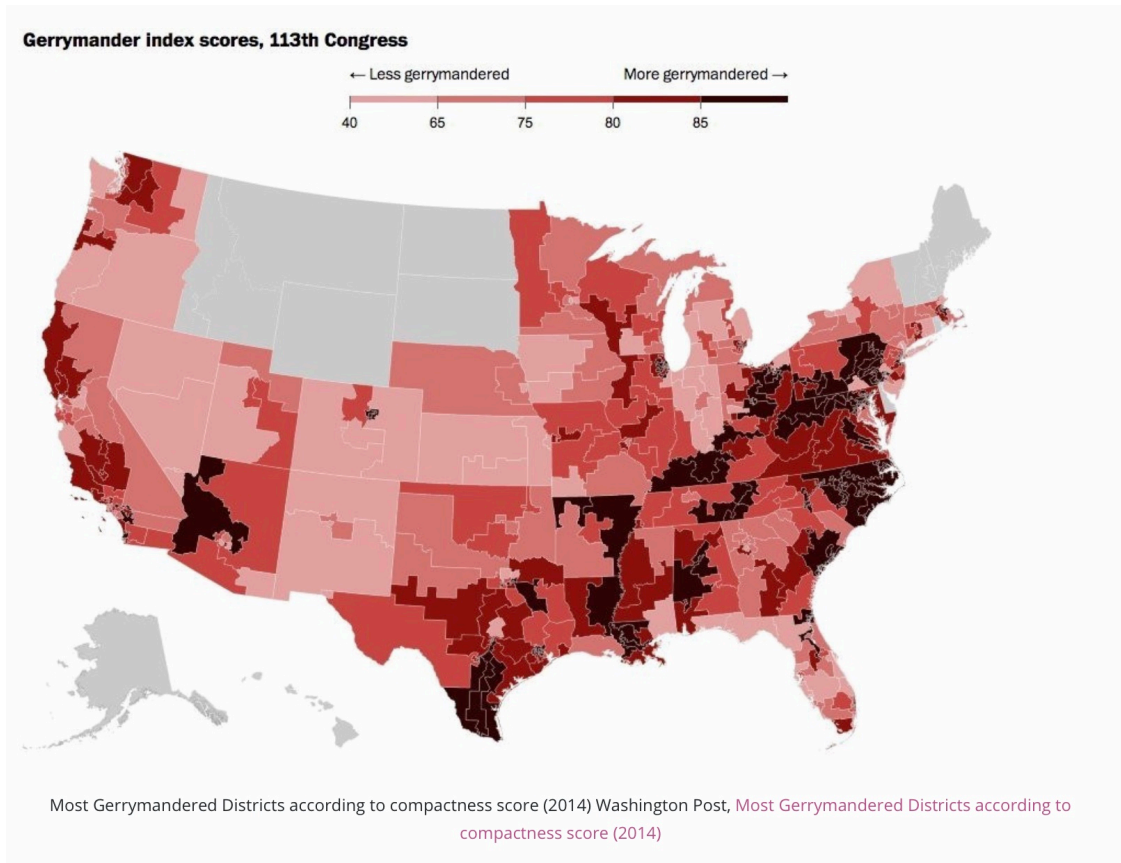 Gerrymander index scores, 113th Congress
← Less gerrymandered More gerrymandered →
40 65 75 80 85
Most Gerrymandered Districts according to compactness score (2014) Washington Post, Most Gerrymandered Districts according to
compactness score (2014)